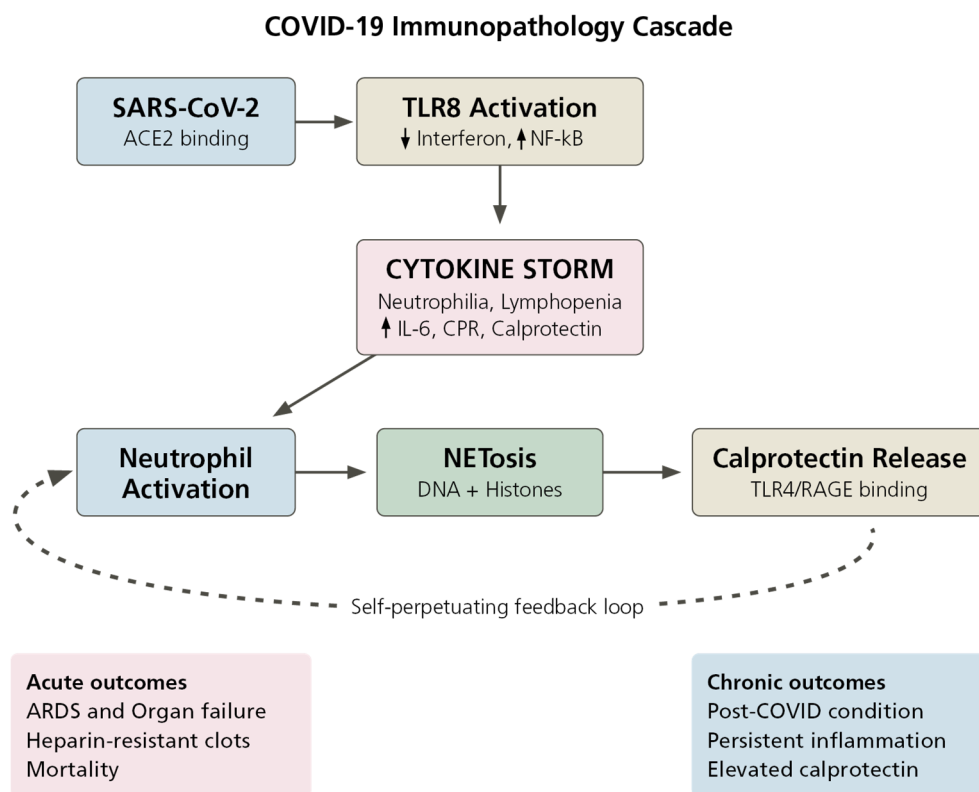 COVID-19 Immunopathology Cascade
SARS-CoV-2
ACE2 binding
TLR8 Activation
↓ Interferon, ↑ NF-kB
CYTOKINE STORM
Neutrophilia, Lymphopenia
↑ IL-6, CPR, Calprotectin
Neutrophil
Activation
NETosis
DNA + Histones
Calprotectin Release
TLR4/RAGE binding
Self-perpetuating feedback loop
Acute outcomes
ARDS and Organ failure
Heparin-resistant clots
Mortality
Chronic outcomes
Post-COVID condition
Persistent inflammation
Elevated calprotectin